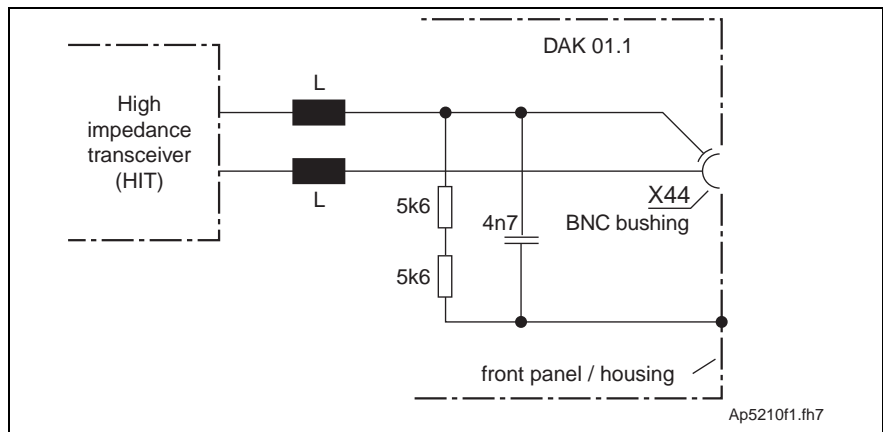 DAK 01.1
High
impedance
transceiver
(HIT)
L
L
5k6
5k6
4n7
X44
BNC bushing
front panel / housing
Ap5210f1.fh7